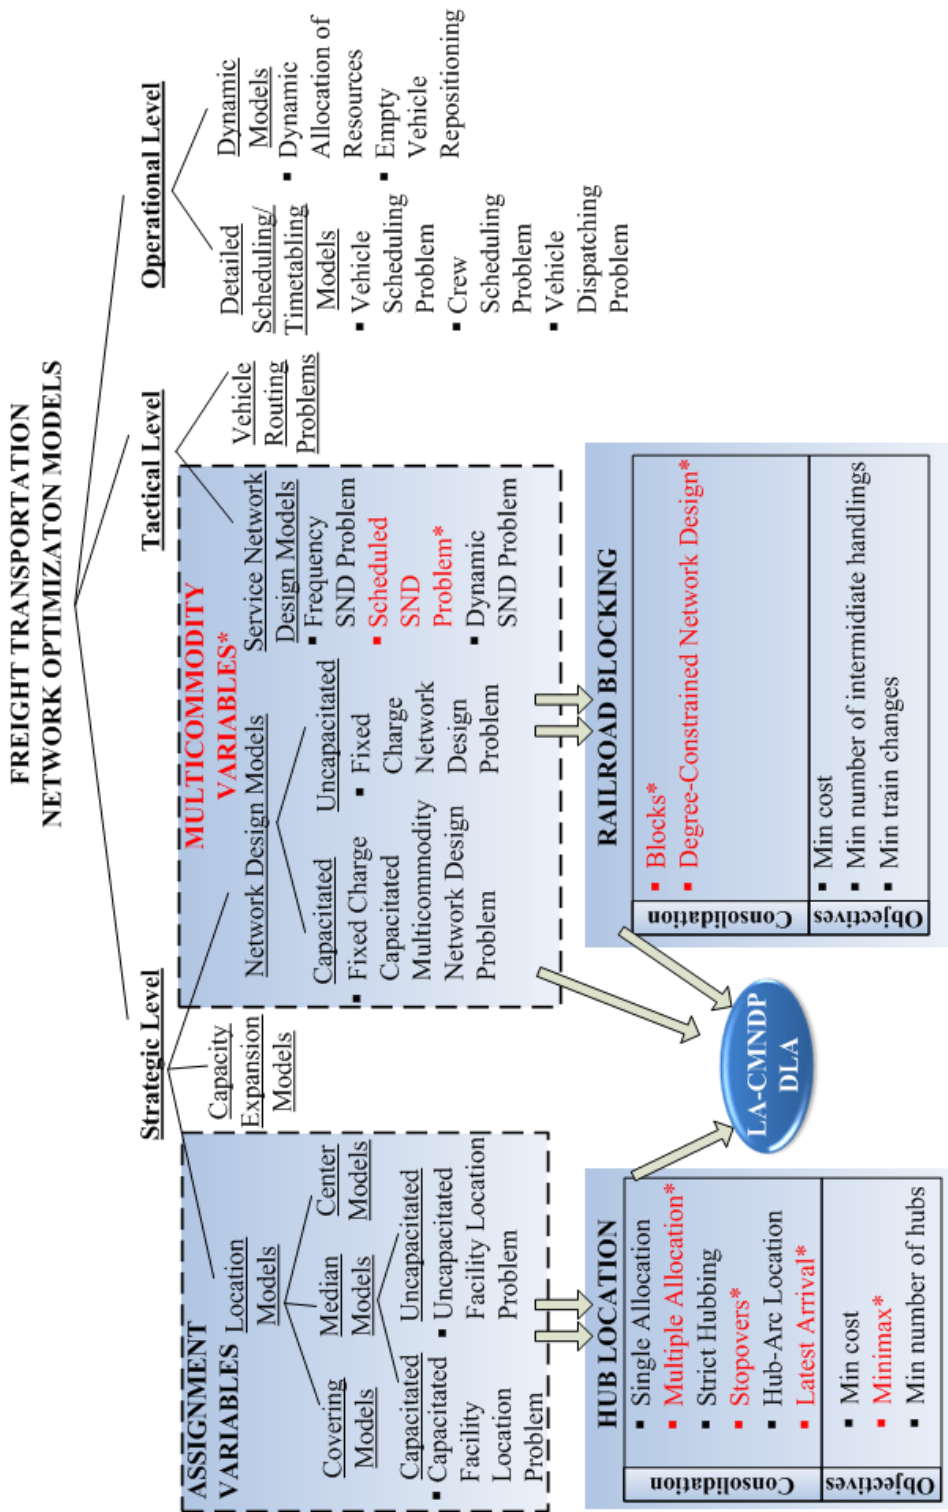 FREIGHT TRANSPORTATION
NETWORK OPTIMIZATON MODELS
Strategic Level
Tactical Level
Operational Level
ASSIGNMENT
VARIABLES
Location
Models
Covering
Models
Median
Models
Center
Models
Capacitated
▪ Capacitated
Facility
Location
Problem
Uncapacitated
▪ Uncapacitated
Facility Location
Problem
Capacity
Expansion
Models
MULTICOMMODITY
VARIABLES*
Network Design Models
Capacitated
▪ Fixed Charge
Capacitated
Multicommodity
Network Design
Problem
Uncapacitated
▪ Fixed
Charge
Network
Design
Problem
Service Network
Design Models
▪ Frequency
SND Problem
▪ Scheduled
SND
Problem*
▪ Dynamic
SND Problem
Vehicle
Routing
Problems
Detailed
Scheduling/
Timetabling
Models
▪ Vehicle
Scheduling
Problem
▪ Crew
Scheduling
Problem
▪ Vehicle
Dispatching
Problem
Dynamic
Models
▪ Dynamic
Allocation of
Resources
▪ Empty
Vehicle
Repositioning
HUB LOCATION
Consolidation
▪ Single Allocation
▪ Multiple Allocation*
▪ Strict Hubbing
▪ Stopovers*
▪ Hub-Arc Location
▪ Latest Arrival*
Objectives
▪ Min cost
▪ Minimax*
▪ Min number of hubs
LA-CMNDP
DLA
RAILROAD BLOCKING
Consolidation
▪ Blocks*
▪ Degree-Constrained Network Design*
Objectives
▪ Min cost
▪ Min number of intermidiate handlings
▪ Min train changes